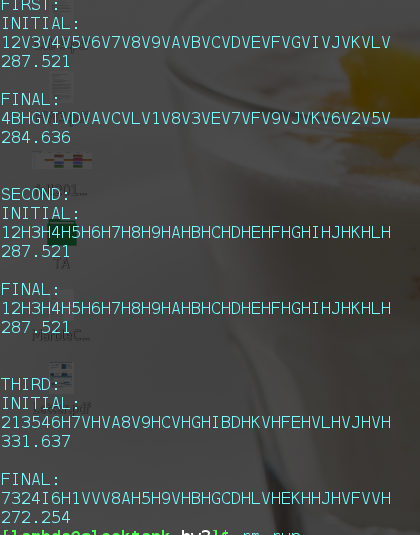 FIRST:
INITIAL:
12V3V4V5V6V7V8V9VAVBVCVDVEVFVGVIVJVKVLV
287.521
FINAL:
4BHGVIVDVAVCVLV1V8V3VEV7VFV9VJVKV6V2V5V
284.636
SECOND:
INITIAL:
12H3H4H5H6H7H8H9HAHBHCHDHEHFHGHIHJHKHLH
287.521
FINAL:
12H3H4H5H6H7H8H9HAHBHCHDHEHFHGHIHJHKHLH
287.521
THIRD:
INITIAL:
213546H7VHVA8V9HCVHGHIBDHKVHFEHVLHVJHVH
331.637
FINAL:
7324I6H1VVV8AH5H9VHBHGCDHLVHEKHHJHVFVVH
272.254